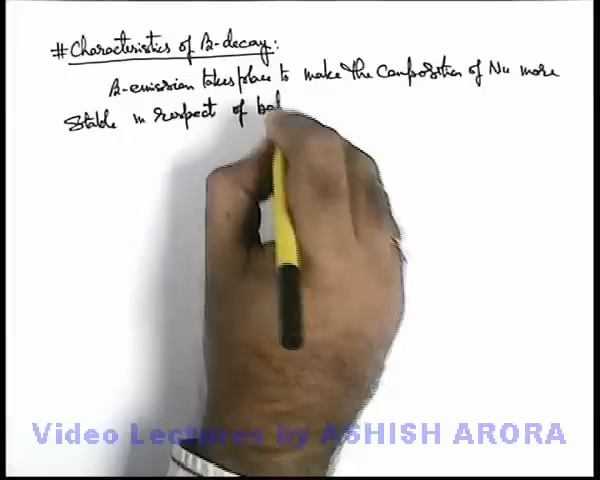 # Characteristics of β-decay:
β-emission takes place to make the Composition of Nu more
Stable in respect of bal
Video Lectures by ASHISH ARORA